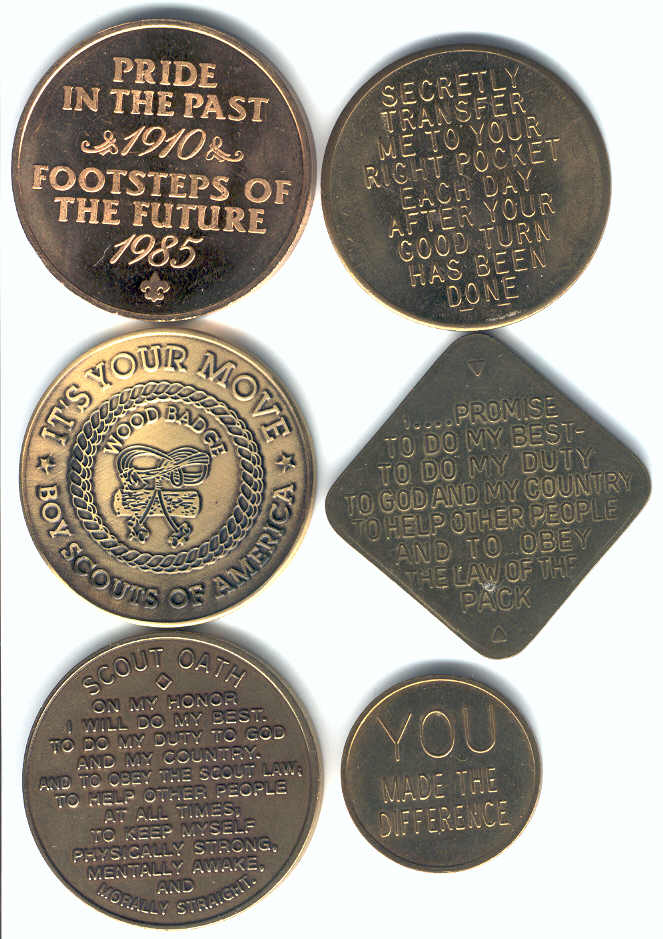 PRIDE
IN THE PAST
1910
FOOTSTEPS OF
THE FUTURE
1985
SECRETLY
TRANSFER
ME TO YOUR
RIGHT POCKET
EACH DAY
AFTER YOUR
GOOD TURN
HAS BEEN
DONE
IT'S YOUR MOVE
WOOD BADGE
BOY SCOUTS OF AMERICA
I....PROMISE
TO DO MY BEST-
TO DO MY DUTY
TO GOD AND MY COUNTRY
TO HELP OTHER PEOPLE
AND TO OBEY
THE LAW OF THE
PACK
SCOUT OATH
ON MY HONOR
I WILL DO MY BEST.
TO DO MY DUTY TO GOD
AND MY COUNTRY.
AND TO OBEY THE SCOUT LAW;
TO HELP OTHER PEOPLE
AT ALL TIMES;
TO KEEP MYSELF
PHYSICALLY STRONG,
MENTALLY AWAKE,
AND
MORALLY STRAIGHT.
YOU
MADE THE
DIFFERENCE